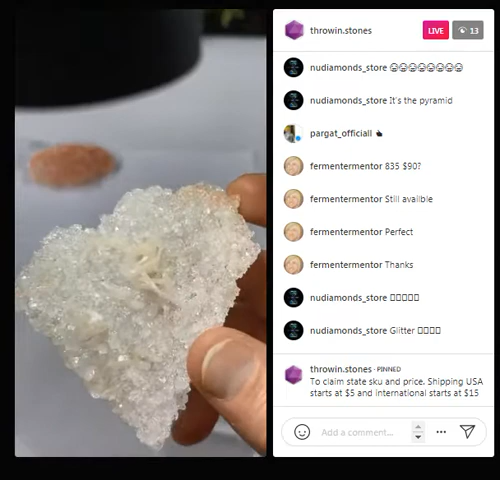 throwin.stones LIVE 13
nudiamonds_store 😭😭😭😭😭😭😭😭
nudiamonds_store It's the pyramid
pargat_officiall
fermentermentor 835 $90?
fermentermentor Still availble
fermentermentor Perfect
fermentermentor Thanks
nudiamonds_store ▯▯▯▯▯
nudiamonds_store Glitter ▯▯▯▯
throwin.stones · PINNED
To claim state sku and price. Shipping USA
starts at $5 and international starts at $15
Add a comment...